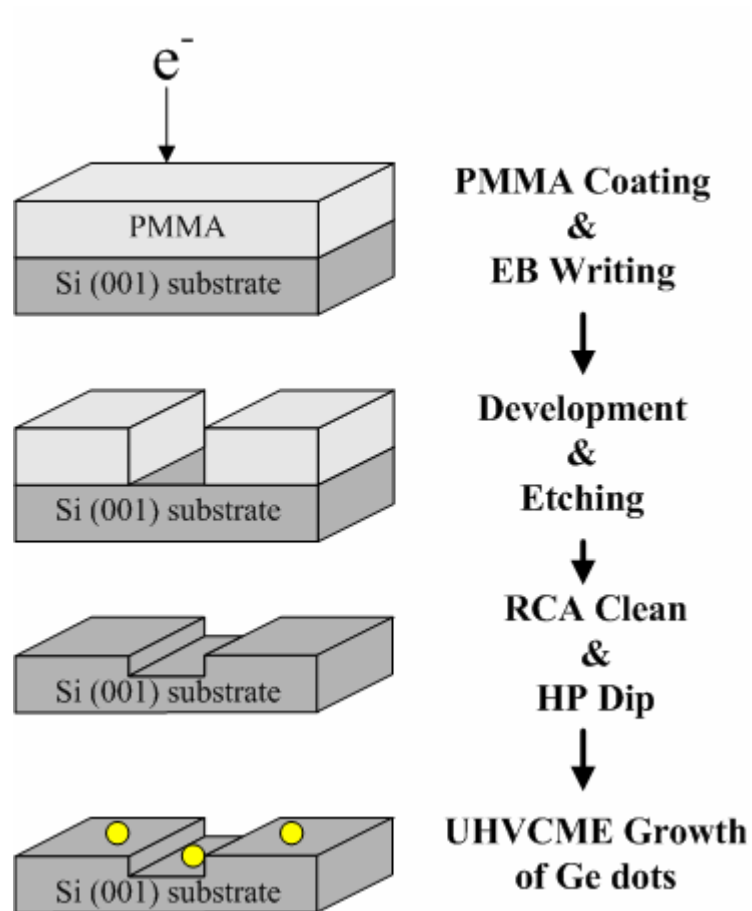 e-
PMMA
Si (001) substrate
PMMA Coating
&
EB Writing
Si (001) substrate
Development
&
Etching
Si (001) substrate
RCA Clean
&
HP Dip
Si (001) substrate
UHVCME Growth
of Ge dots